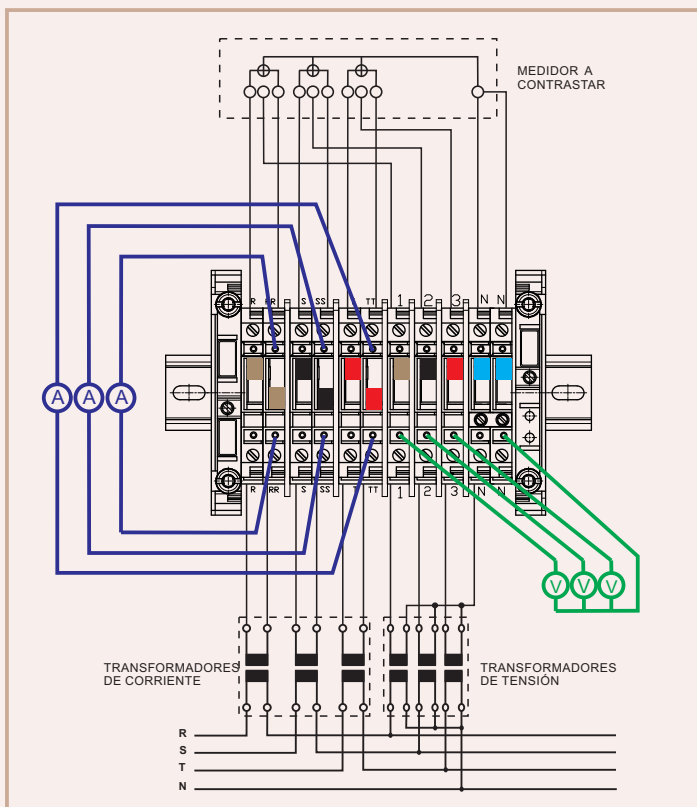 MEDIDOR A
CONTRASTAR
R RR S SS T TT 1 2 3 N N
A A A
R RR S SS T TT 1 2 3 N N
V V V
TRANSFORMADORES
DE CORRIENTE
TRANSFORMADORES
DE TENSIÓN
R
S
T
N